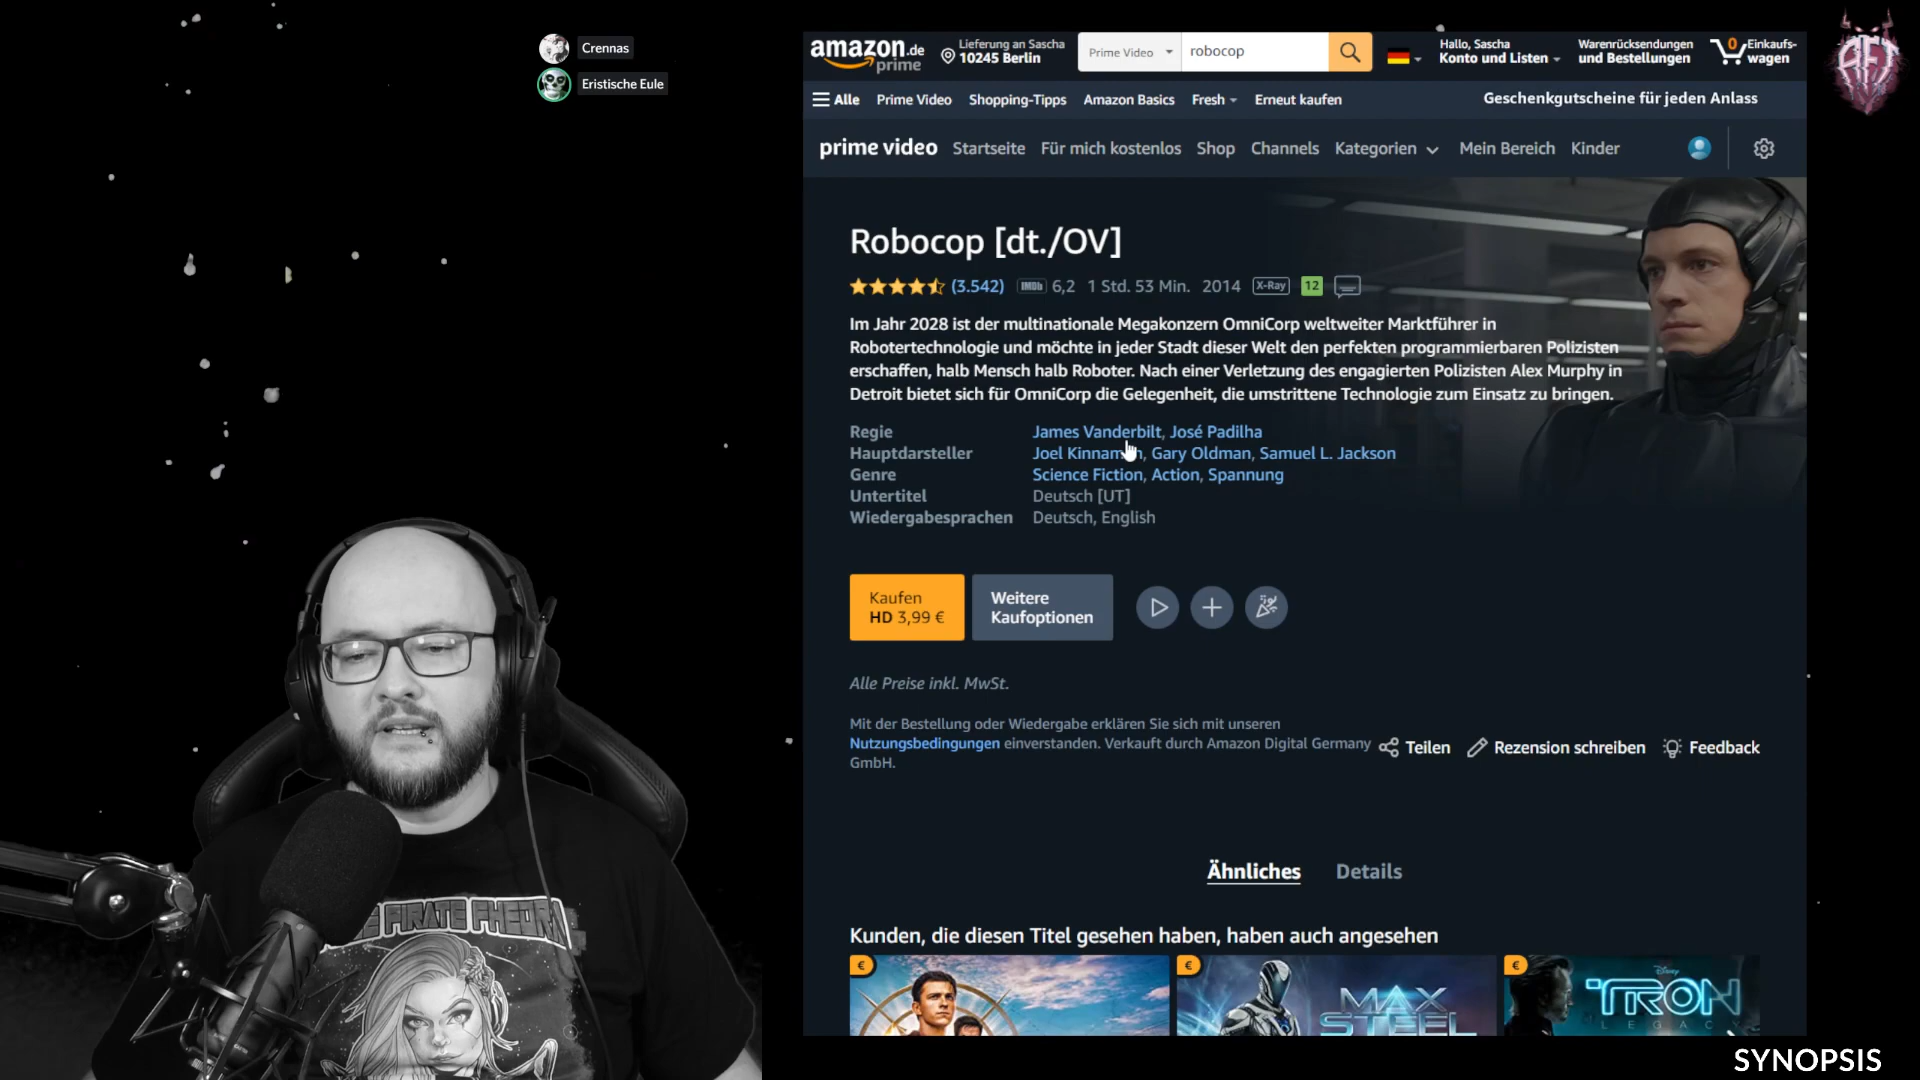 Crennas
Eristische Eule
amazon.de
prime
Lieferung an Sascha
10245 Berlin
Prime Video
robocop
Hallo, Sascha
Konto und Listen
Warenrücksendungen
und Bestellungen
0
Einkaufs-
wagen
Alle
Prime Video
Shopping-Tipps
Amazon Basics
Fresh
Erneut kaufen
Geschenkgutscheine für jeden Anlass
prime video
Startseite
Für mich kostenlos
Shop
Channels
Kategorien
Mein Bereich
Kinder
Robocop [dt./OV]
(3.542) IMDb 6,2 1 Std. 53 Min. 2014 X-Ray 12
Im Jahr 2028 ist der multinationale Megakonzern OmniCorp weltweiter Marktführer in
Robotertechnologie und möchte in jeder Stadt dieser Welt den perfekten programmierbaren Polizisten
erschaffen, halb Mensch halb Roboter. Nach einer Verletzung des engagierten Polizisten Alex Murphy in
Detroit bietet sich für OmniCorp die Gelegenheit, die umstrittene Technologie zum Einsatz zu bringen.
Regie James Vanderbilt, José Padilha
Hauptdarsteller Joel Kinnaman, Gary Oldman, Samuel L. Jackson
Genre Science Fiction, Action, Spannung
Untertitel Deutsch [UT]
Wiedergabesprachen Deutsch, English
Kaufen
HD 3,99 €
Weitere
Kaufoptionen
Alle Preise inkl. MwSt.
Mit der Bestellung oder Wiedergabe erklären Sie sich mit unseren
Nutzungsbedingungen einverstanden. Verkauft durch Amazon Digital Germany
GmbH.
Teilen
Rezension schreiben
Feedback
Ähnliches
Details
Kunden, die diesen Titel gesehen haben, haben auch angesehen
€
€
MAX
STEEL
€
Disney
TRON
LEGACY
PIRATE
SYNOPSIS